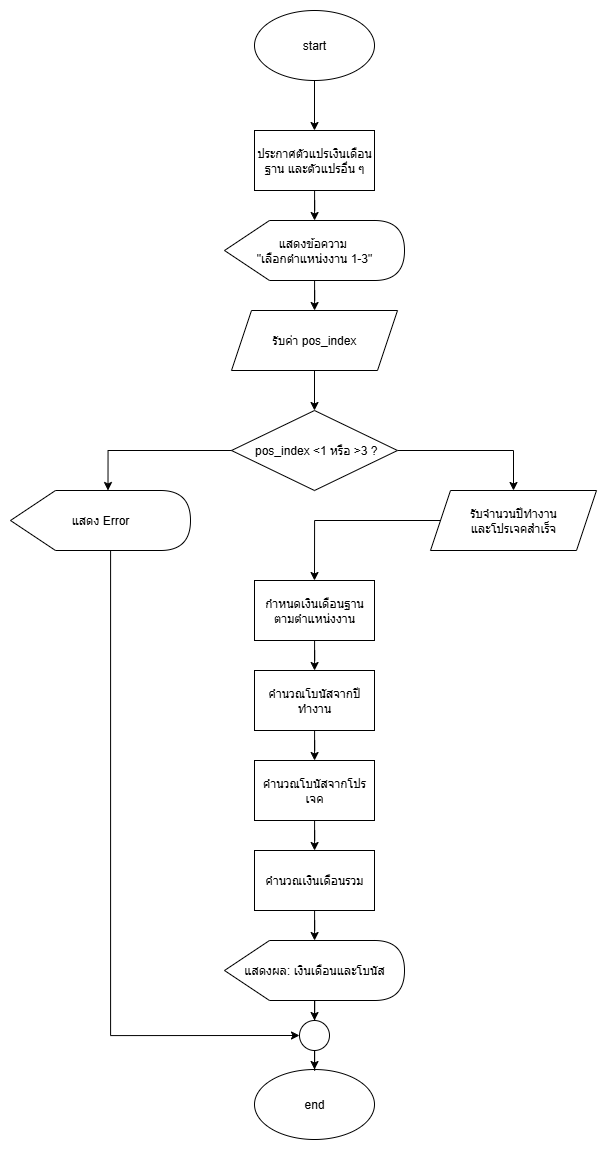 start
ประกาศตัวแปรเงินเดือน
ฐาน และตัวแปรอื่น ๆ
แสดงข้อความ
"เลือกตำแหน่งงาน 1-3"
รับค่า pos_index
pos_index <1 หรือ >3 ?
แสดง Error
รับจำนวนปีทำงาน
และโปรเจคสำเร็จ
กำหนดเงินเดือนฐาน
ตามตำแหน่งงาน
คำนวณโบนัสจากปี
ทำงาน
คำนวณโบนัสจากโปร
เจค
คำนวณเงินเดือนรวม
แสดงผล: เงินเดือนและโบนัส
end